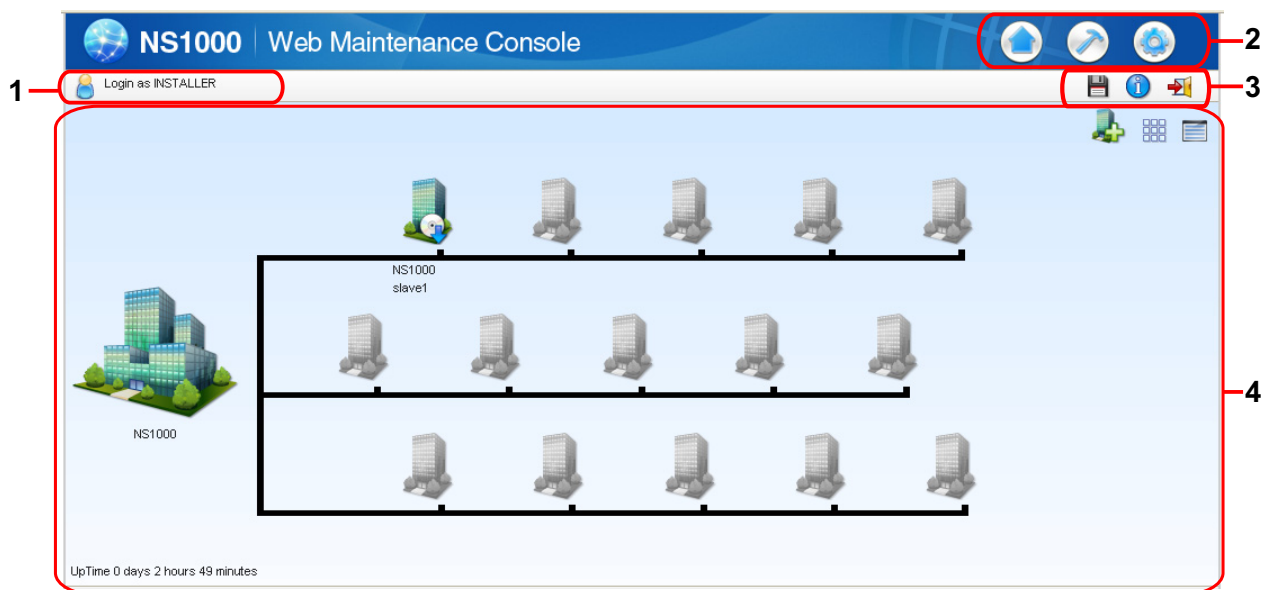 NS1000 Web Maintenance Console
2
1
Login as INSTALLER
3
NS1000
slave1
4
NS1000
UpTime 0 days 2 hours 49 minutes